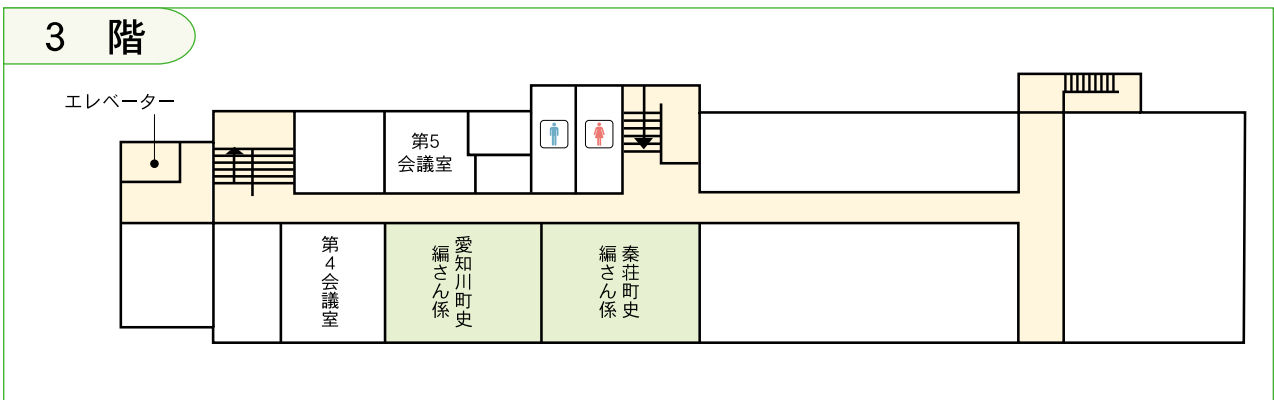 3 階
エレベーター
第5
会議室
第4会議室
愛知川町史
編さん係
秦荘町史
編さん係